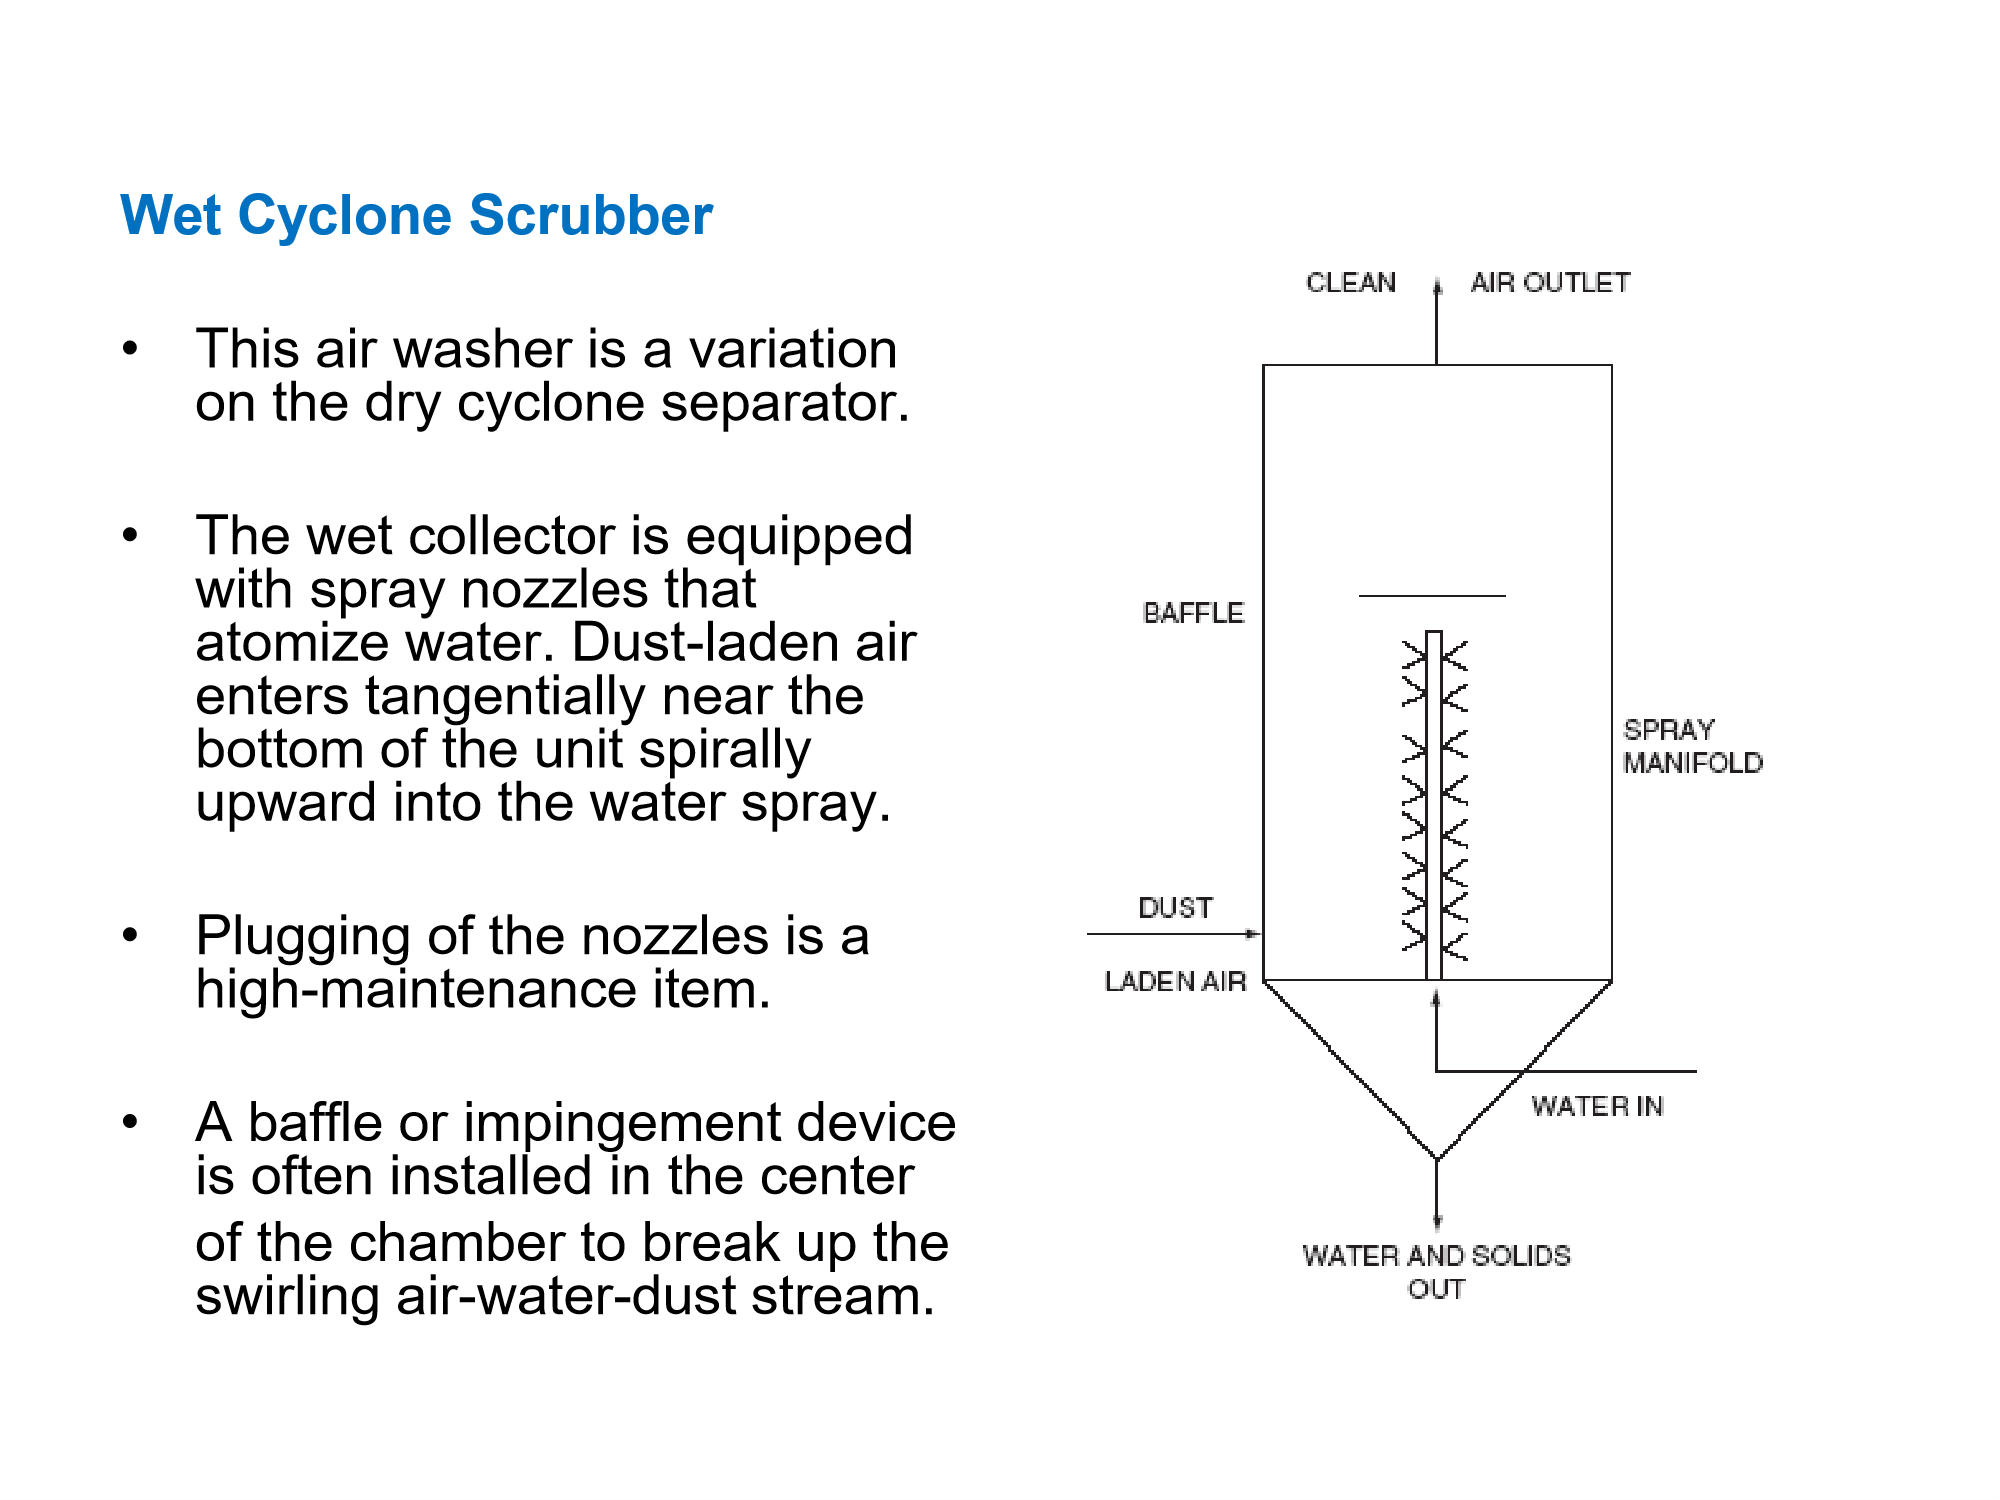 Wet Cyclone Scrubber
• This air washer is a variation
on the dry cyclone separator.
• The wet collector is equipped
with spray nozzles that
atomize water. Dust-laden air
enters tangentially near the
bottom of the unit spirally
upward into the water spray.
• Plugging of the nozzles is a
high-maintenance item.
• A baffle or impingement device
is often installed in the center
of the chamber to break up the
swirling air-water-dust stream.
CLEAN AIR OUTLET
BAFFLE
SPRAY
MANIFOLD
DUST
LADEN AIR
WATER IN
WATER AND SOLIDS
OUT